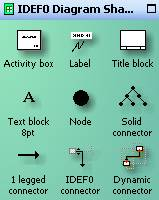 IDEF0 Diagram Sha...
Activity box
Label
Title block
A
Text block
8pt
Node
Solid
connector
1 legged
connector
IDEF0
connector
Dynamic
connector